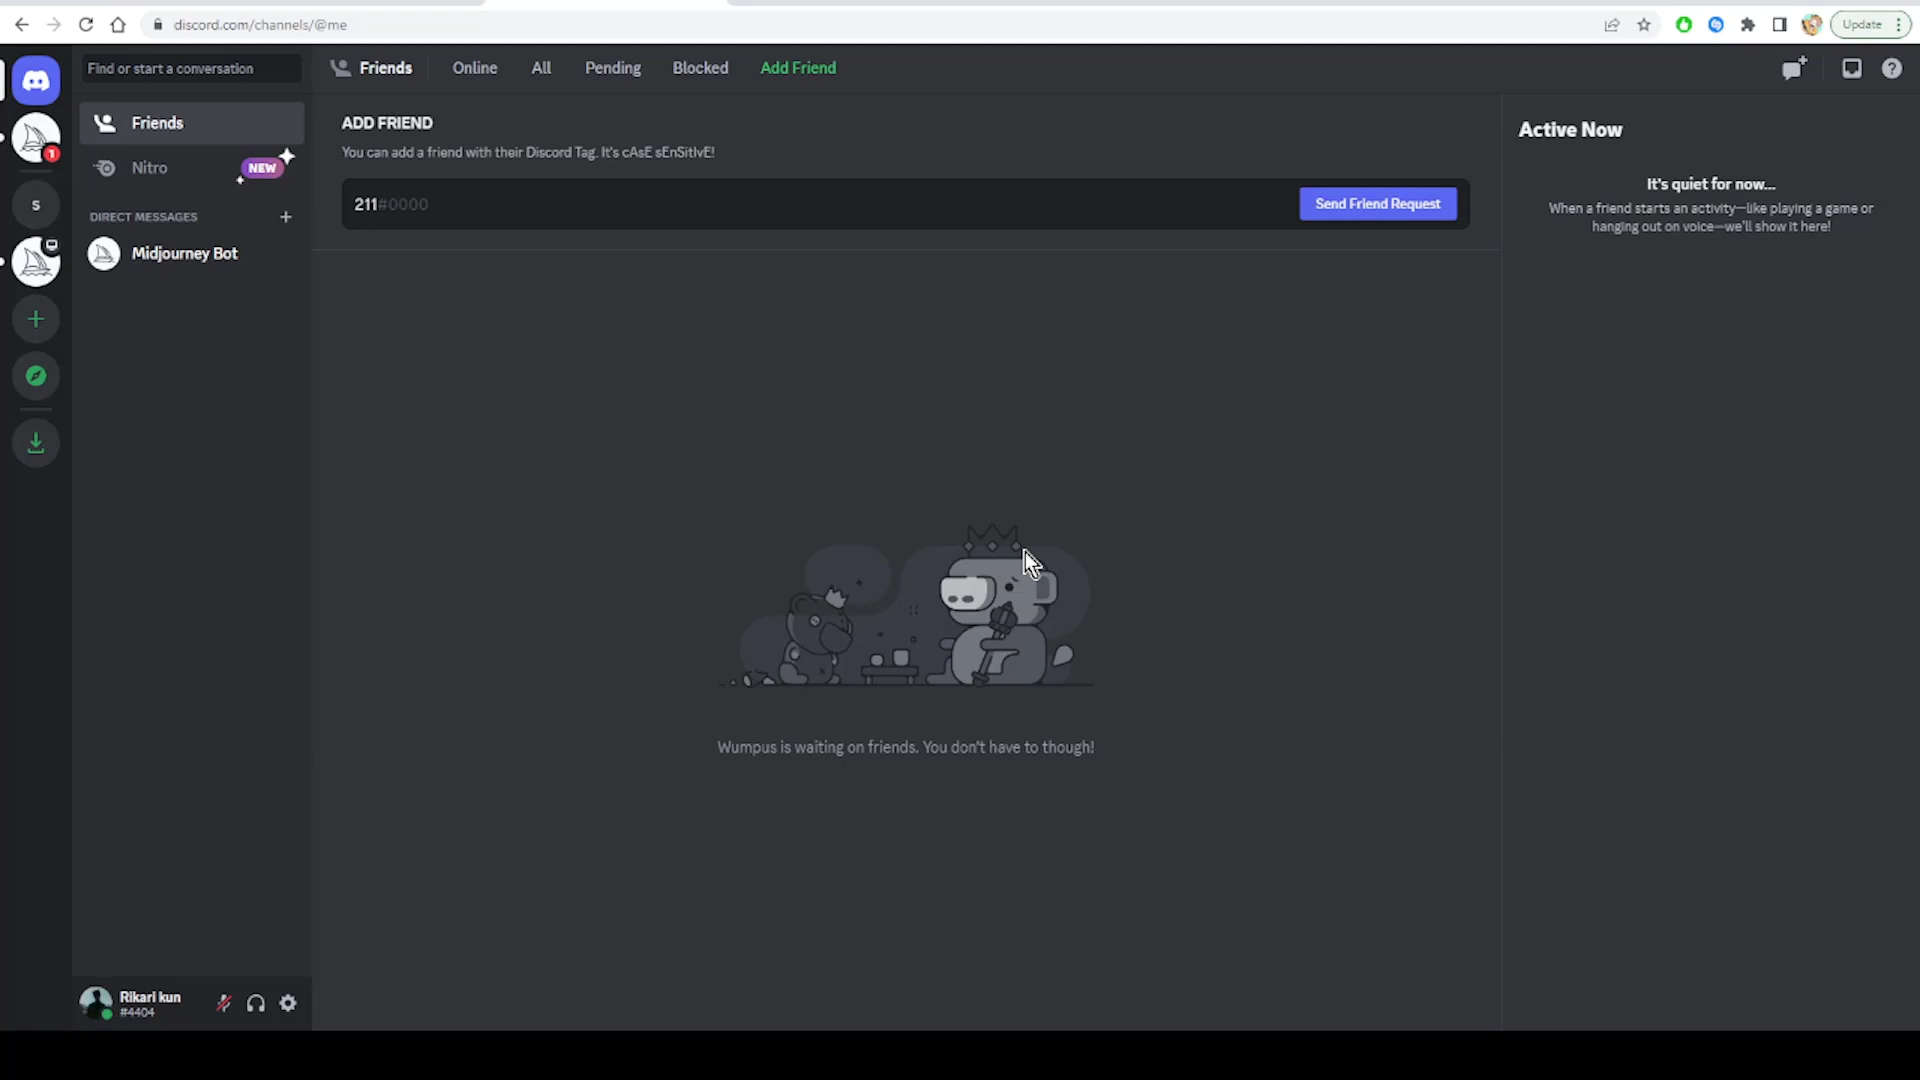 discord.com/channels/@me
Update
Find or start a conversation
Friends
Online
All
Pending
Blocked
Add Friend
1
Friends
Nitro
NEW
S
DIRECT MESSAGES
Midjourney Bot
ADD FRIEND
You can add a friend with their Discord Tag. It's cAsE sEnSitIvE!
211#0000
Send Friend Request
Wumpus is waiting on friends. You don't have to though!
Active Now
It's quiet for now...
When a friend starts an activity—like playing a game or
hanging out on voice—we'll show it here!
Rikari kun
#4404